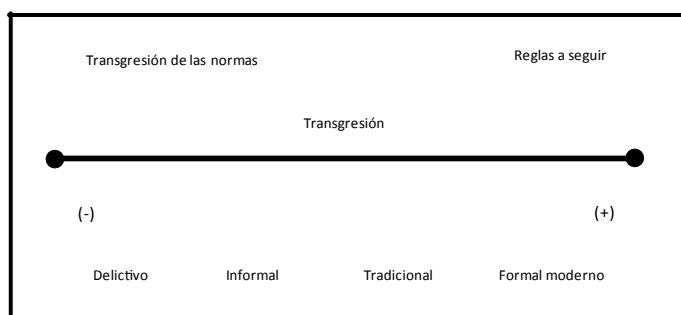 Transgresión de las normas
Reglas a seguir
Transgresión
(-)
(+)
Delictivo Informal Tradicional Formal moderno